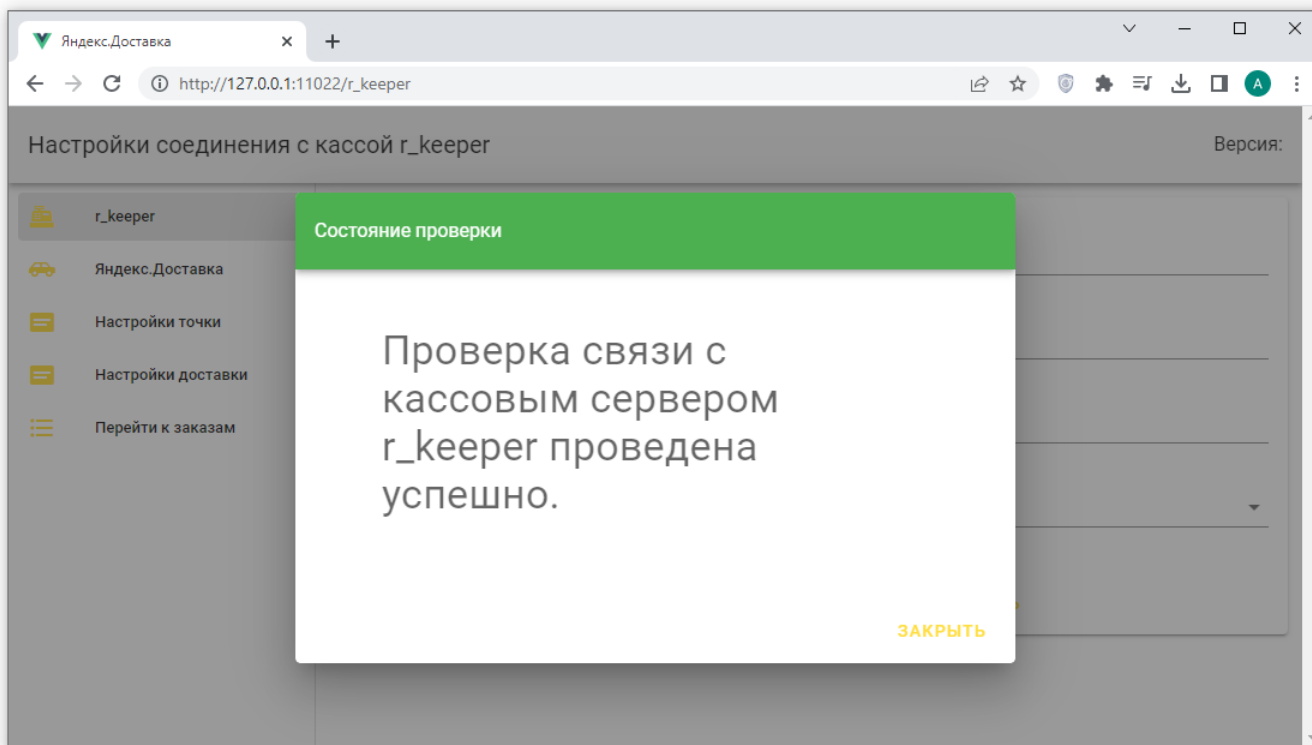 Яндекс.Доставка
http://127.0.0.1:11022/r_keeper
A
Настройки соединения с кассой r_keeper
Версия:
r_keeper
Яндекс.Доставка
Настройки точки
Настройки доставки
Перейти к заказам
Состояние проверки
Проверка связи с
кассовым сервером
r_keeper проведена
успешно.
ЗАКРЫТЬ